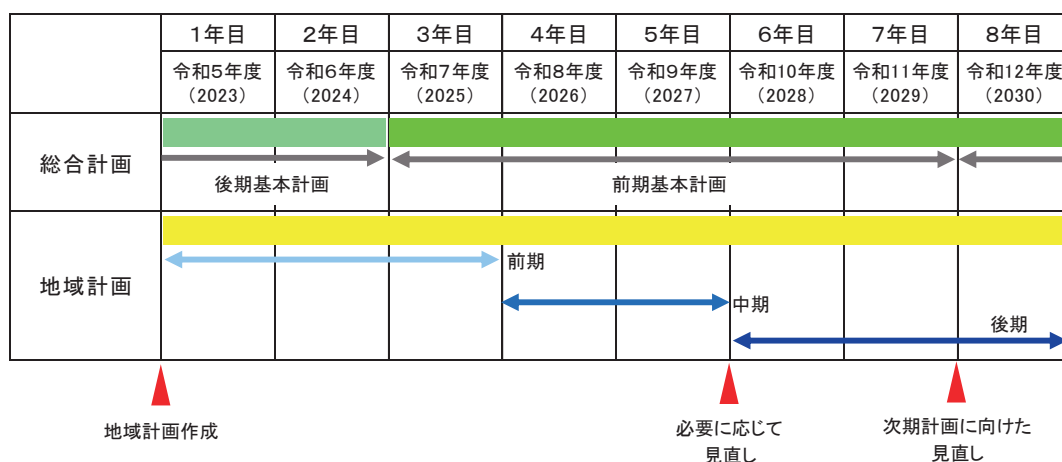 1年目 2年目 3年目 4年目 5年目 6年目 7年目 8年目
令和5年度 令和6年度 令和7年度 令和8年度 令和9年度 令和10年度 令和11年度 令和12年度
（2023） （2024） （2025） （2026） （2027） （2028） （2029） （2030）
総合計画
後期基本計画 前期基本計画
地域計画
前期
中期
後期
地域計画作成
必要に応じて
見直し
次期計画に向けた
見直し